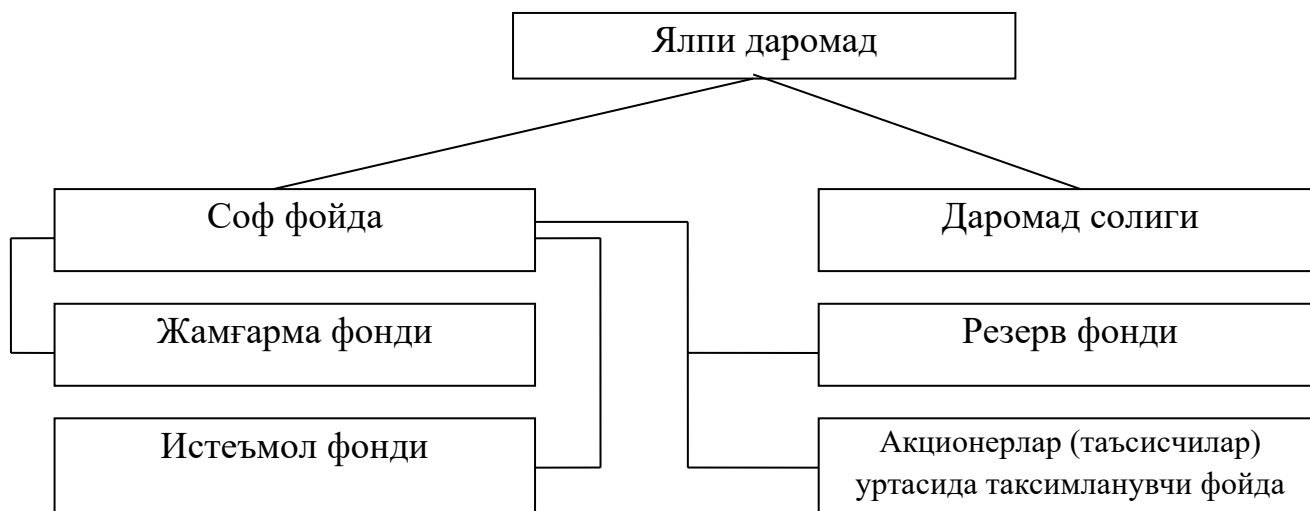 Ялпи даромад
Соф фойда
Даромад солиги
Жамғарма фонди
Резерв фонди
Истеъмол фонди
Акционерлар (таъсисчилар)
уртасида таксимланувчи фойда